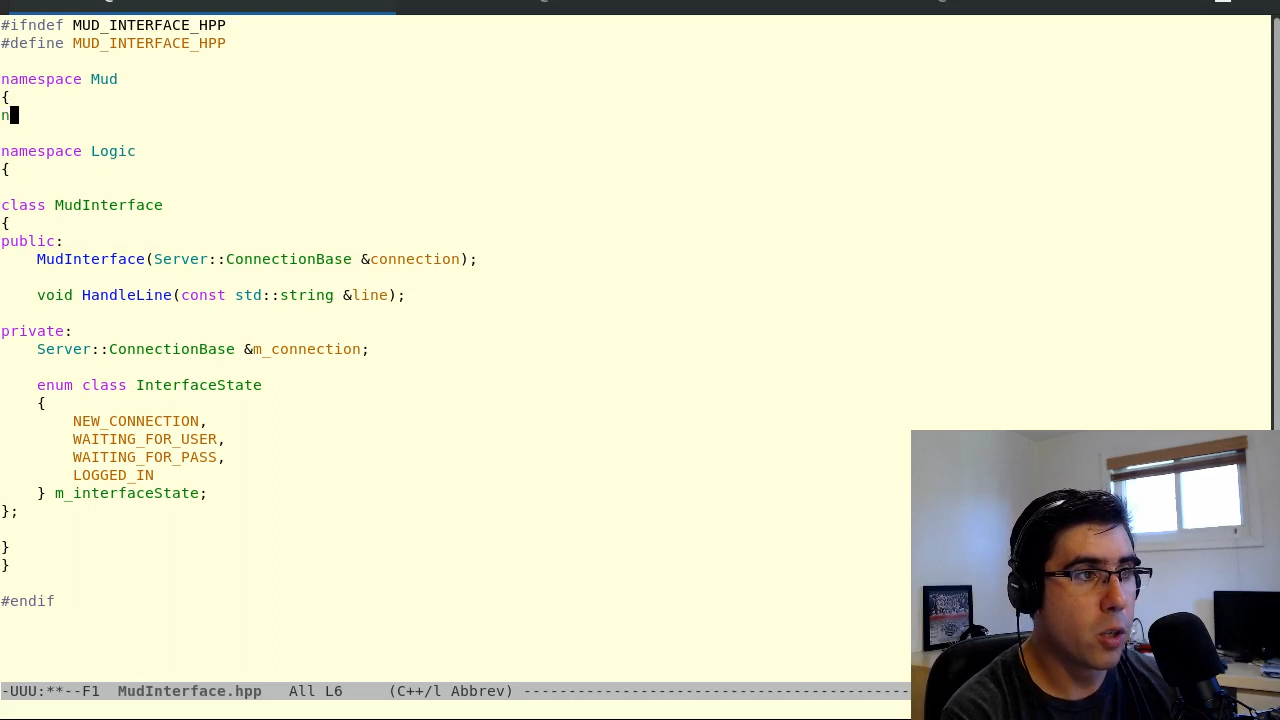 #ifndef MUD_INTERFACE_HPP
#define MUD_INTERFACE_HPP
namespace Mud
{
n
namespace Logic
{
class MudInterface
{
public:
MudInterface(Server::ConnectionBase &connection);
void HandleLine(const std::string &line);
private:
Server::ConnectionBase &m_connection;
enum class InterfaceState
{
NEW_CONNECTION,
WAITING_FOR_USER,
WAITING_FOR_PASS,
LOGGED_IN
} m_interfaceState;
};
}
}
#endif
-UUU:**--F1  MudInterface.hpp   All L6     (C++/l Abbrev) -------------------------------------------